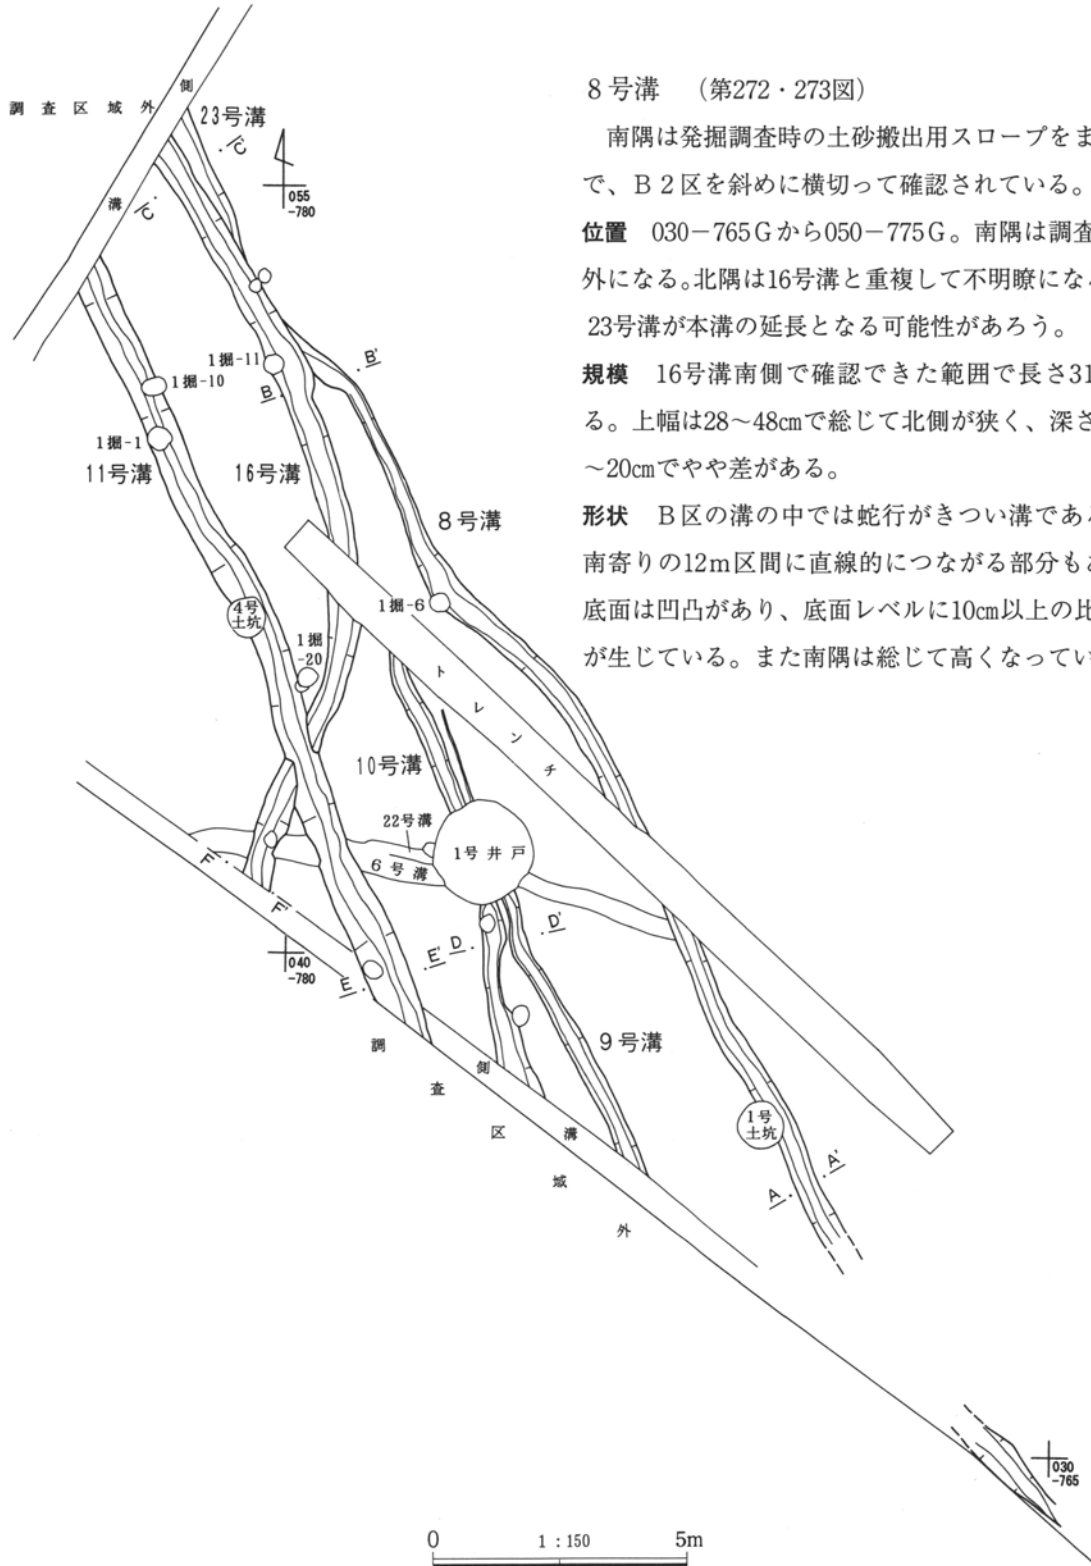 8号溝　（第272・273図）
南隅は発掘調査時の土砂搬出用スロープをま
で、B2区を斜めに横切って確認されている。
位置　030－765Gから050－775G。南隅は調査
外になる。北隅は16号溝と重複して不明瞭にな
23号溝が本溝の延長となる可能性があろう。
規模　16号溝南側で確認できた範囲で長さ31
る。上幅は28～48cmで総じて北側が狭く、深さ
～20cmでやや差がある。
形状　B区の溝の中では蛇行がきつい溝であ
南寄りの12m区間に直線的につながる部分も
底面は凹凸があり、底面レベルに10cm以上の比
が生じている。また南隅は総じて高くなってい
調査区域外
側
溝
23号溝
C'
C
055
-780
1掘-11
1掘-10
B
B'
1掘-1
11号溝
16号溝
8号溝
4号
土坑
1掘-6
1掘
-20
トレンチ
10号溝
22号溝
6号溝
1号井戸
F
F'
040
-780
E
E'
D
D'
9号溝
側
溝
調査区域外
1号
土坑
A
A'
030
-765
0
1：150
5m